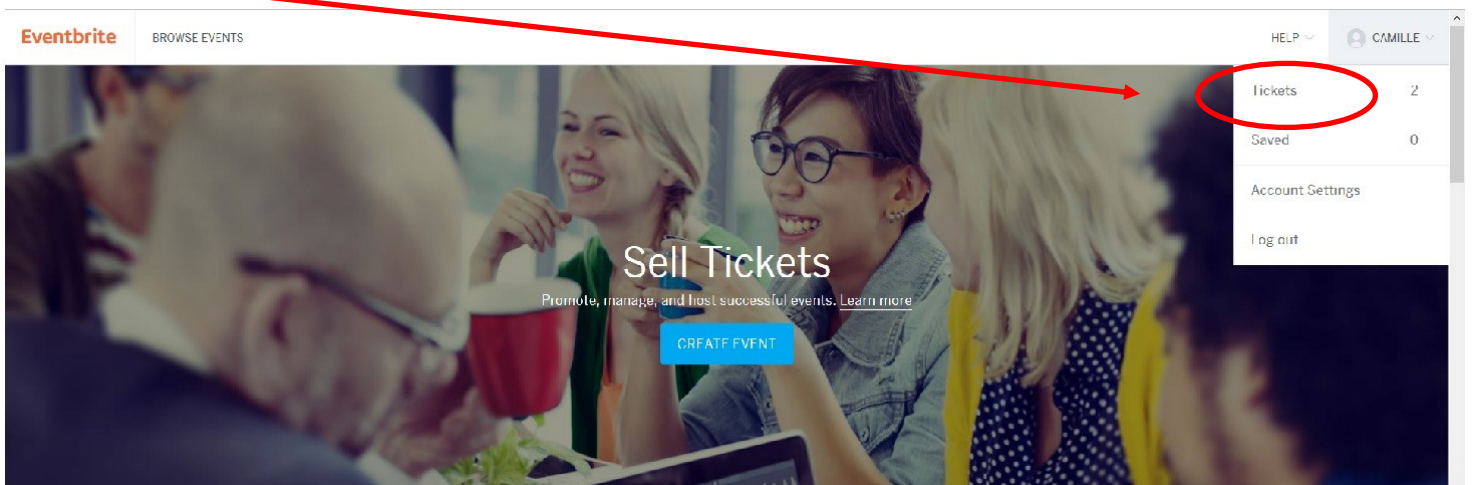 Eventbrite BROWSE EVENTS HELP CAMILLE
Tickets 2
Saved 0
Account Settings
Log out
Sell Tickets
Promote, manage, and host successful events. Learn more
CREATE EVENT